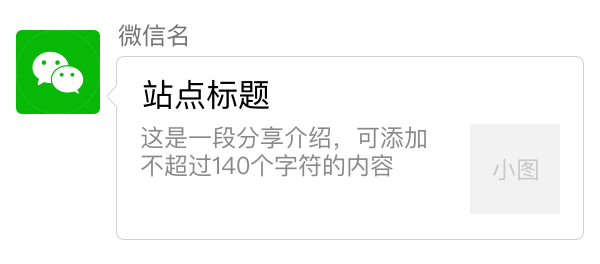 微信名
站点标题
这是一段分享介绍，可添加
不超过140个字符的内容
小图